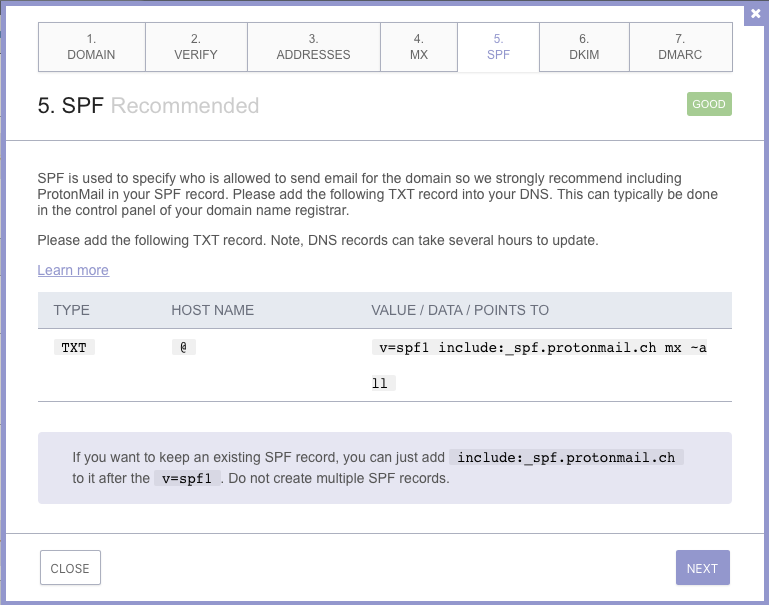 1.
DOMAIN
2.
VERIFY
3.
ADDRESSES
4.
MX
5.
SPF
6.
DKIM
7.
DMARC
5. SPF Recommended
GOOD
SPF is used to specify who is allowed to send email for the domain so we strongly recommend including
ProtonMail in your SPF record. Please add the following TXT record into your DNS. This can typically be done
in the control panel of your domain name registrar.
Please add the following TXT record. Note, DNS records can take several hours to update.
Learn more
TYPE HOST NAME VALUE / DATA / POINTS TO
TXT @ v=spf1 include:_spf.protonmail.ch mx ~a
ll
If you want to keep an existing SPF record, you can just add include:_spf.protonmail.ch
to it after the v=spf1 . Do not create multiple SPF records.
CLOSE
NEXT